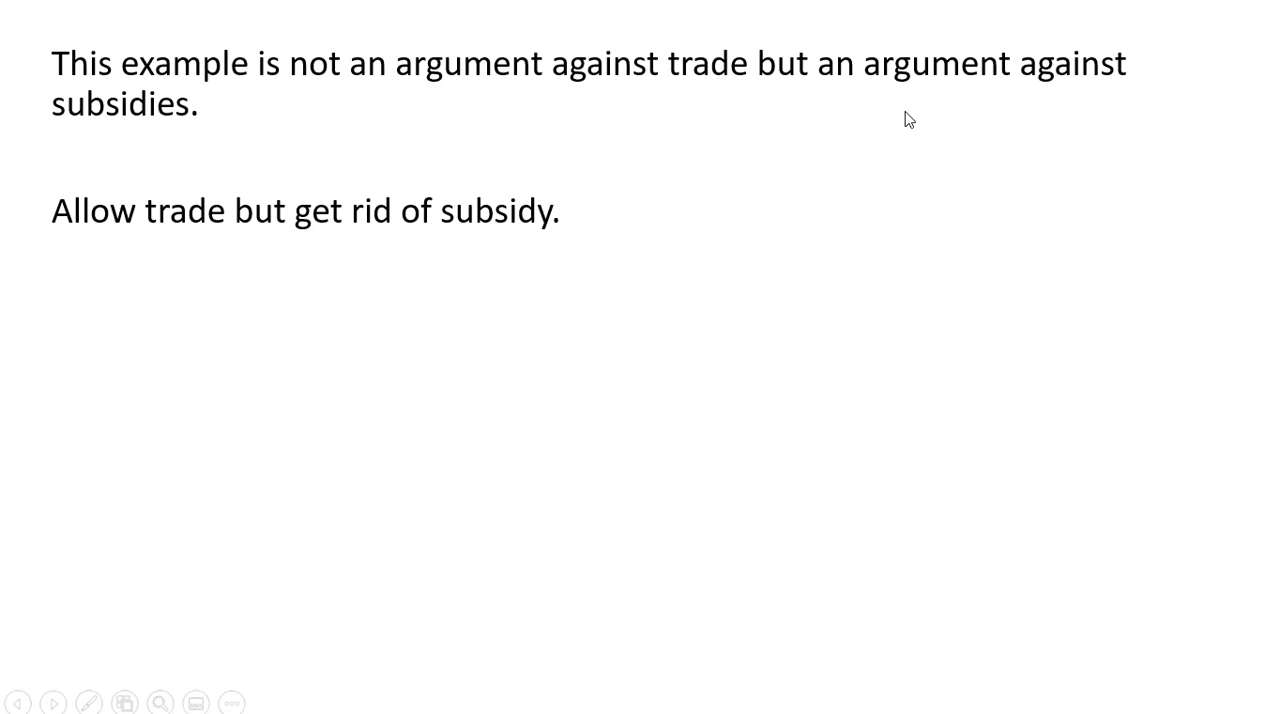 This example is not an argument against trade but an argument against
subsidies.
Allow trade but get rid of subsidy.